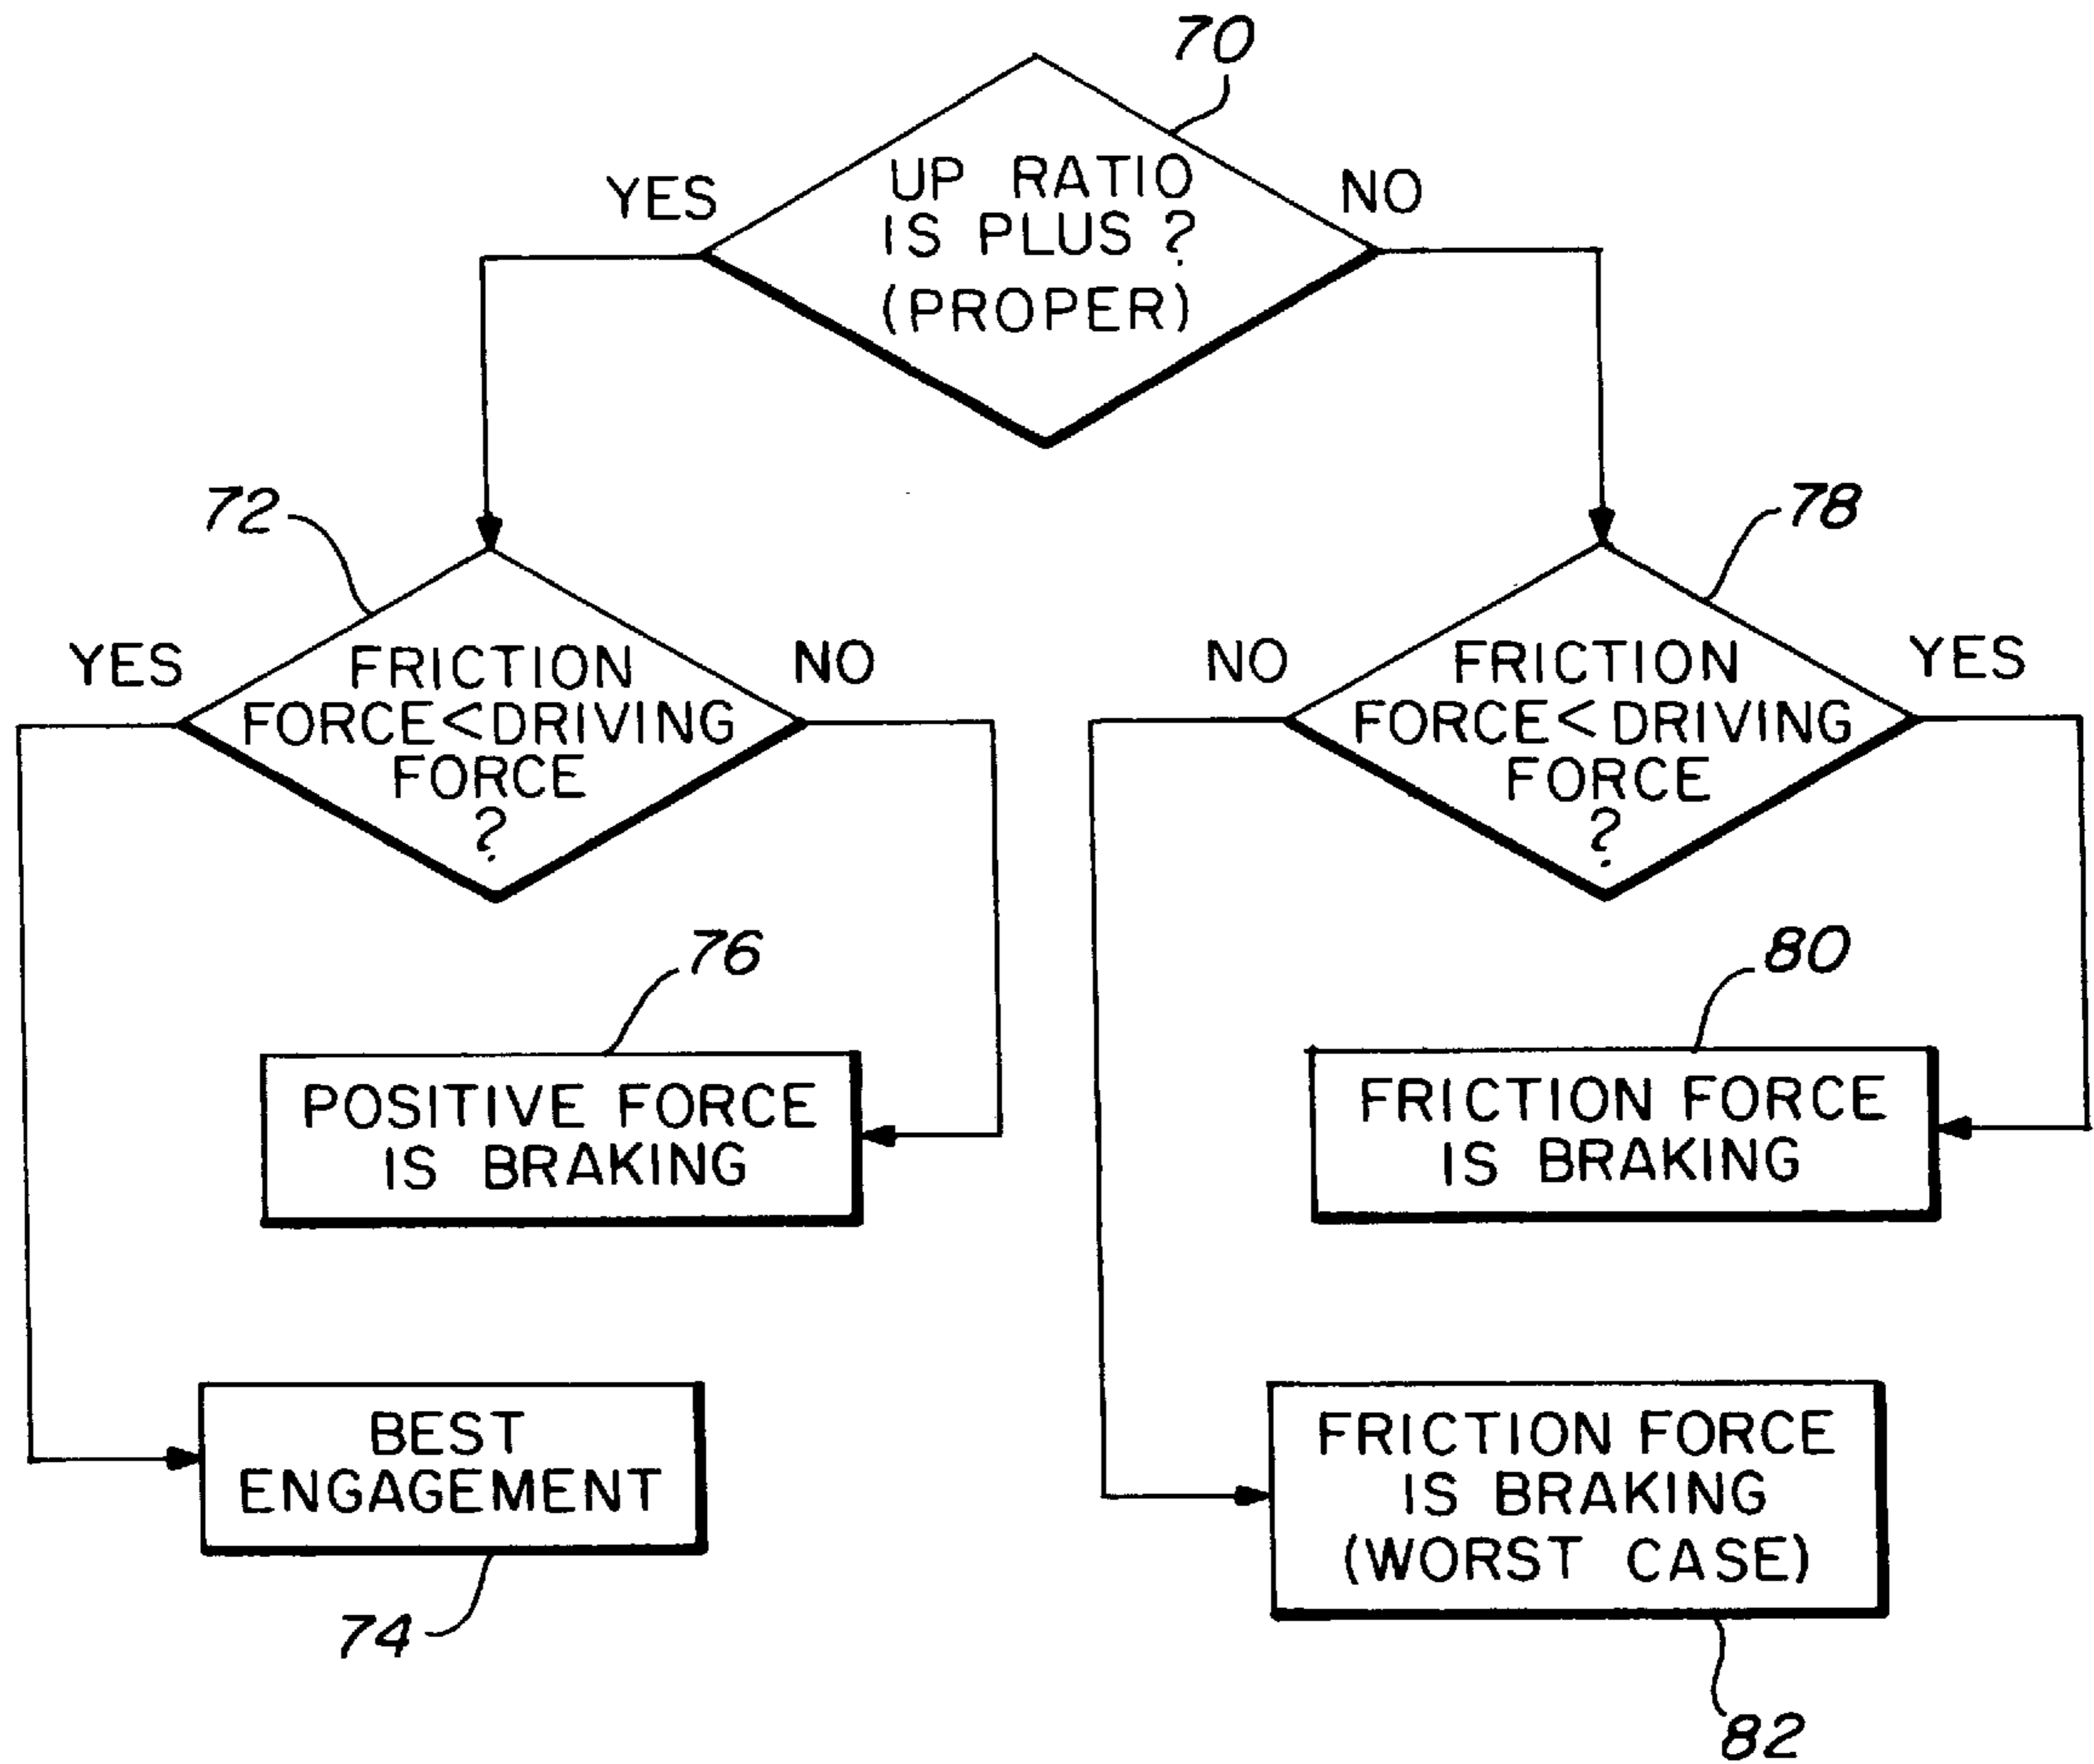 70
YES
UP RATIO
IS PLUS ?
(PROPER)
NO
72
78
YES
FRICTION
FORCE<DRIVING
FORCE
?
NO
NO
FRICTION
FORCE<DRIVING
FORCE
?
YES
76
80
POSITIVE FORCE
IS BRAKING
FRICTION FORCE
IS BRAKING
BEST
ENGAGEMENT
FRICTION FORCE
IS BRAKING
(WORST CASE)
74
82